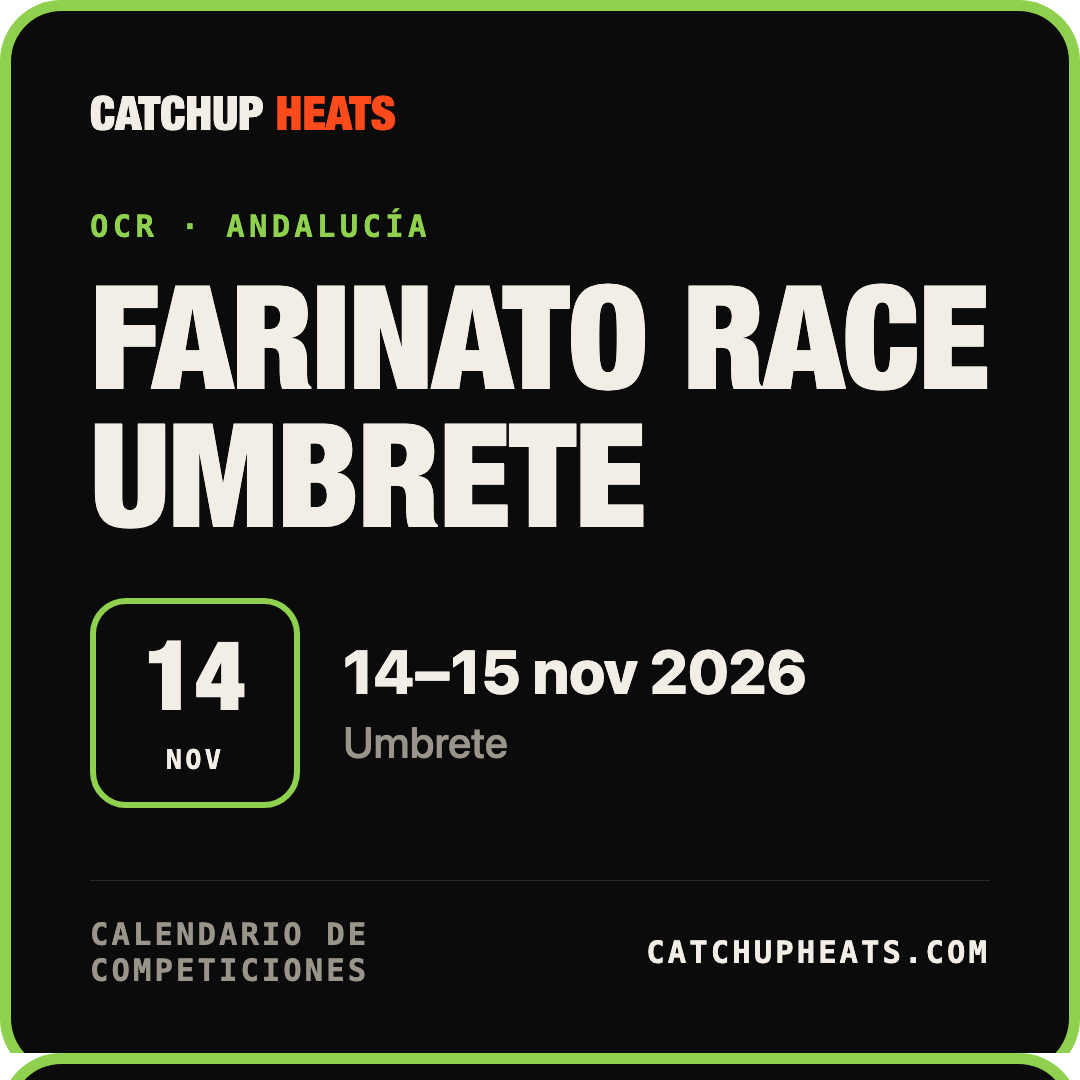 CATCHUP HEATS
OCR · ANDALUCÍA
FARINATO RACE
UMBRETE
14
NOV
14–15 nov 2026
Umbrete
CALENDARIO DE
COMPETICIONES
CATCHUPHEATS.COM